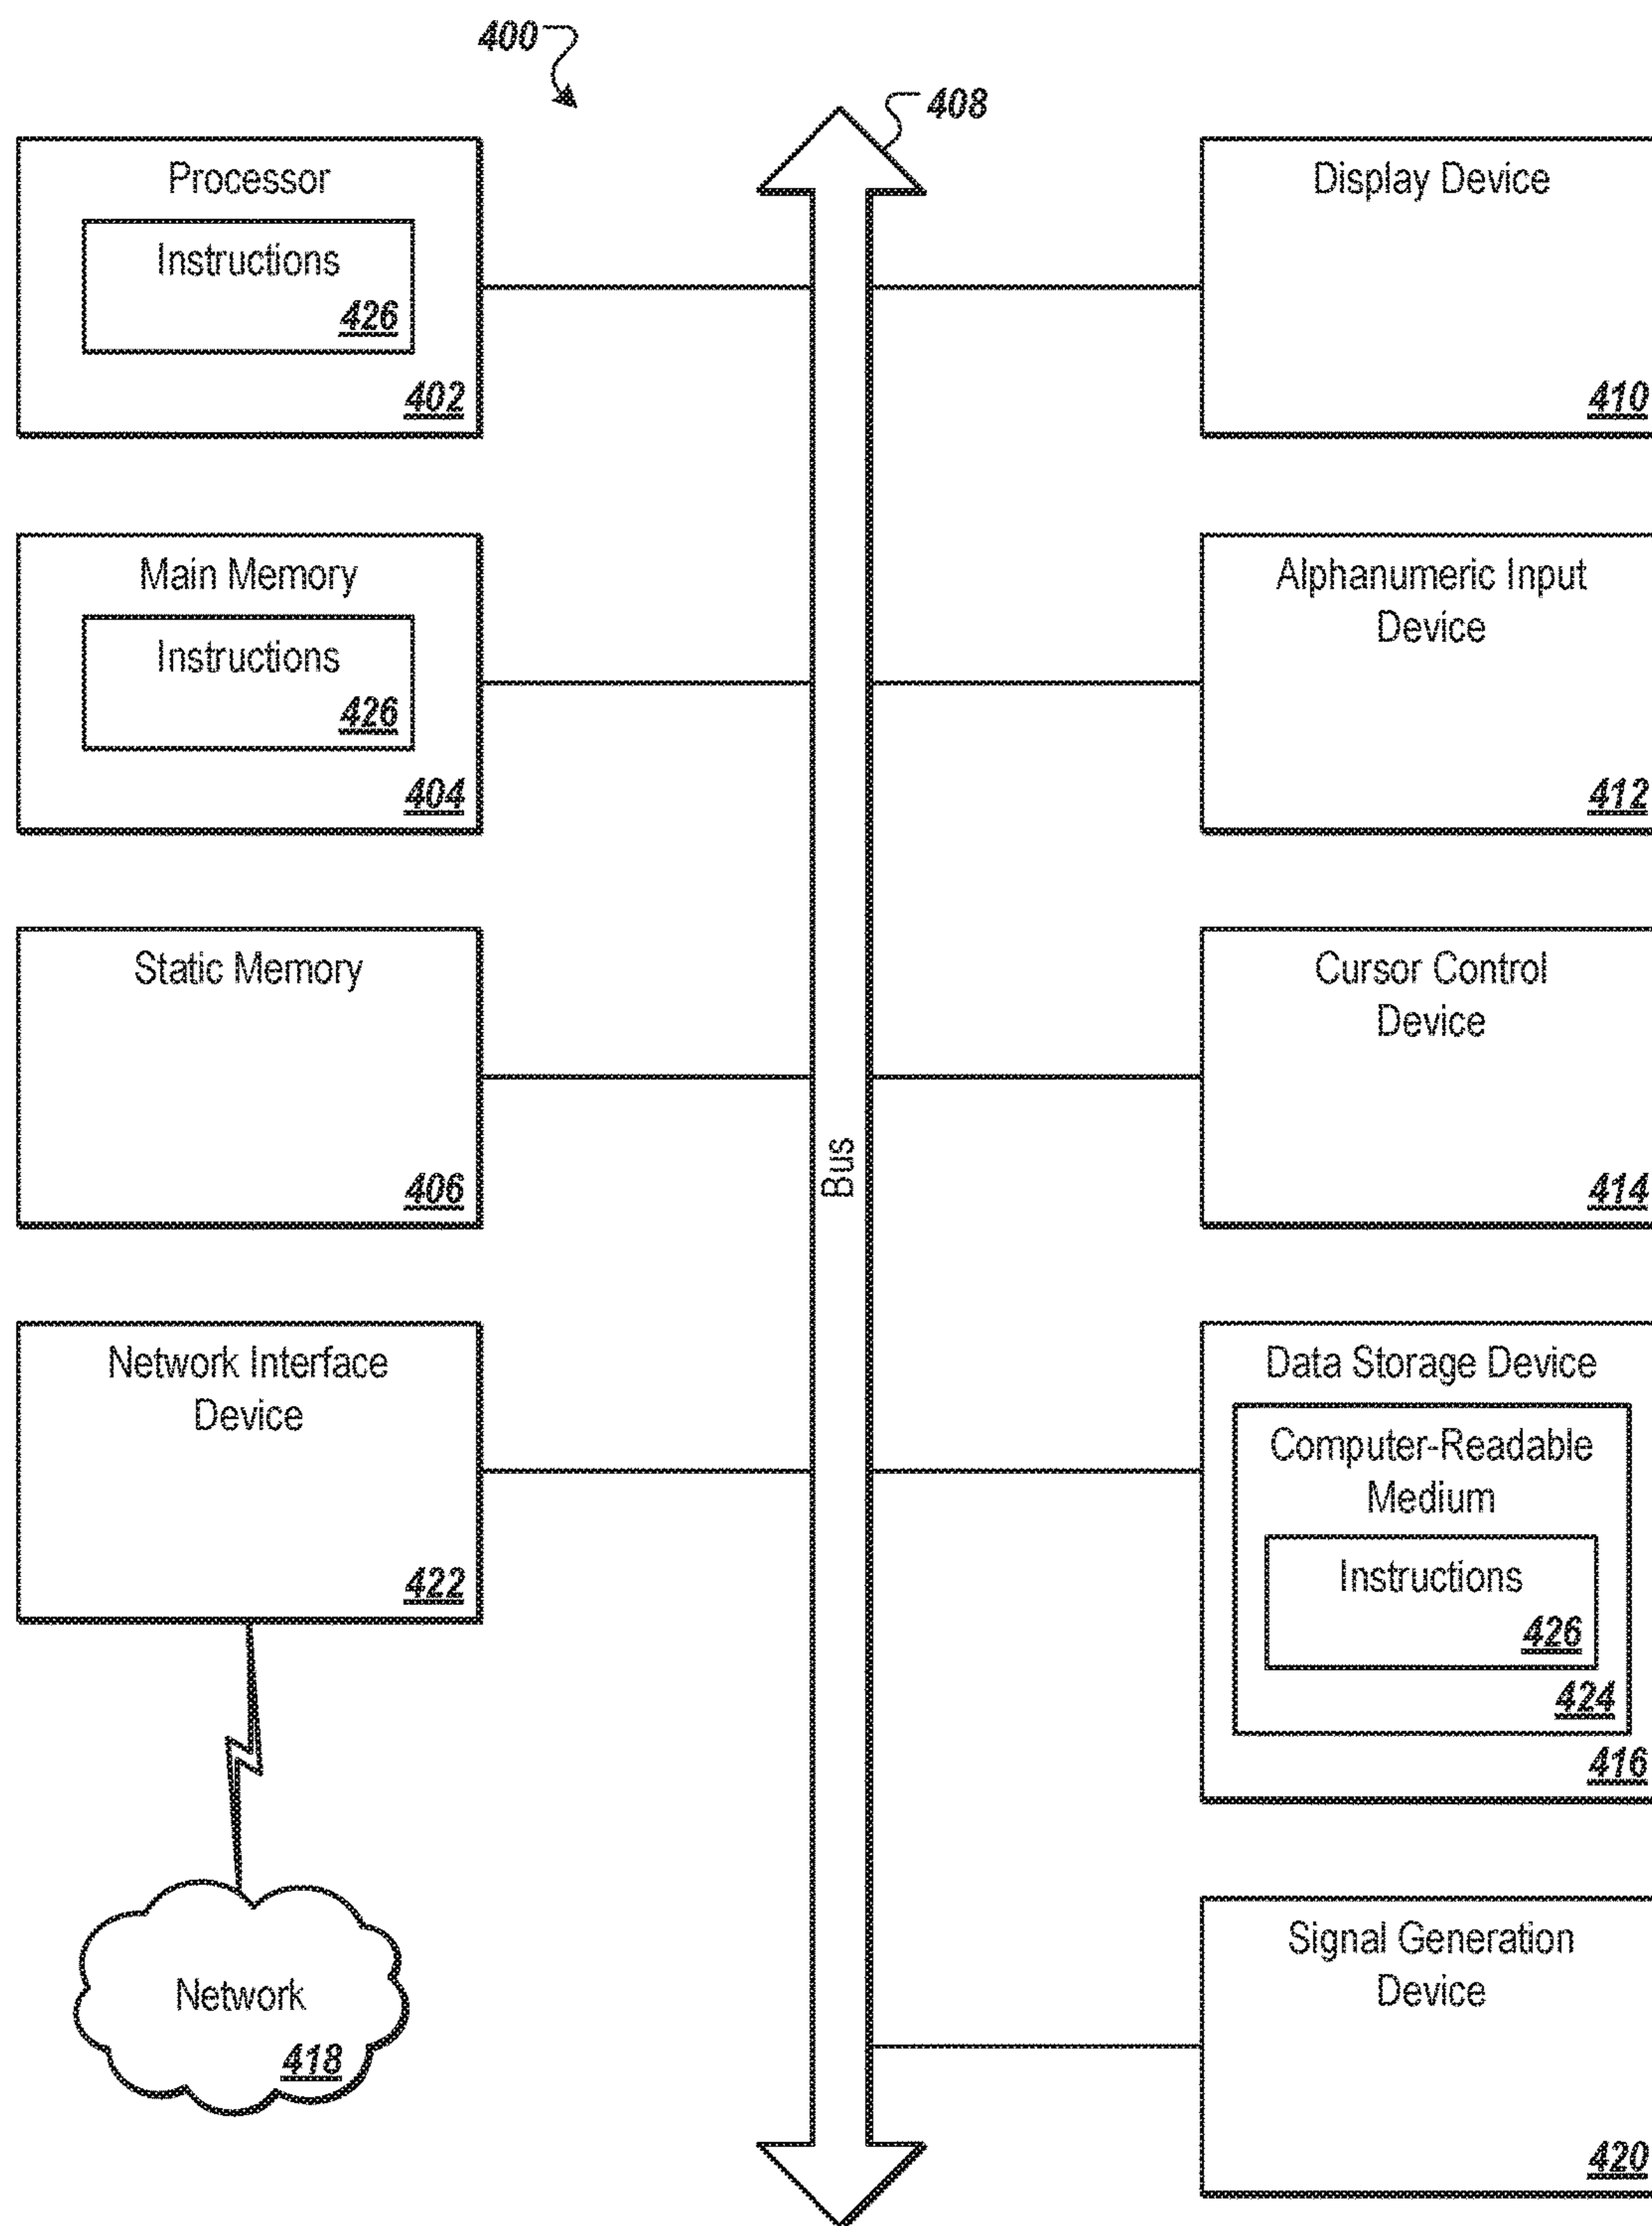 400
408
Processor
Instructions
426
402
Main Memory
Instructions
426
404
Static Memory
406
Network Interface
Device
422
Network
418
Bus
Display Device
410
Alphanumeric Input
Device
412
Cursor Control
Device
414
Data Storage Device
Computer-Readable
Medium
Instructions
426
424
416
Signal Generation
Device
420